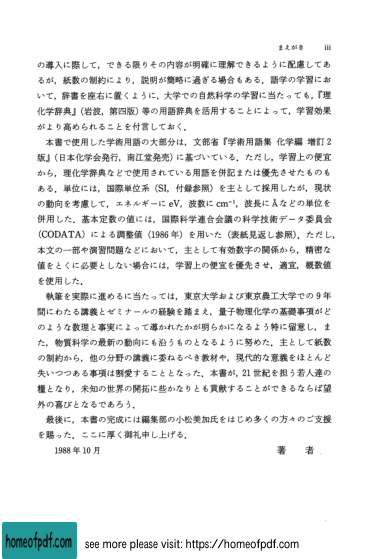 まえがき iii
の導入に際して，できる限りその内容が明確に理解できるように配慮してあ
るが，紙数の制約により，説明が簡略に過ぎる場合もある．語学の学習にお
いて，辞書を座右に置くように，大学での自然科学の学習に当たっても，『理
化学辞典』(岩波，第四版) 等の用語辞典を活用することによって，学習効果
がより高められることを付言しておく．
本書で使用した学術用語の大部分は，文部省『学術用語集 化学編 増訂2
版』(日本化学会発行，南江堂発売) に基づいている．ただし，学習上の便宜
から，理化学辞典などで使用されている用語を併記または優先させたものも
ある．単位には，国際単位系 (SI，付録参照) を主として採用したが，現状
の動向を考慮して，エネルギーに eV，波数に cm⁻¹，波長に Å などの単位を
併用した．基本定数の値には，国際科学連合会議の科学技術データ委員会
(CODATA) による調整値 (1986年) を用いた (表紙見返し参照)．ただし，
本文の一部や演習問題などにおいて，主として有効数字の関係から，精密な
値をとくに必要としない場合には，学習上の便宜を優先させ，適宜，概数値
を使用した．
執筆を実際に進めるに当たっては，東京大学および東京農工大学での9年
間にわたる講義とゼミナールの経験を踏まえ，量子物理化学の基礎事項がど
のような数理と事実によって導かれたかが明らかになるよう特に留意し，ま
た，物質科学の最新の動向にも沿うものとなるように努めた．主として紙数
の制約から，他の分野の講義に委ねるべき教材や，現代的な意義をほとんど
失いつつある事項は割愛することとなった．本書が，21世紀を担う若人達の
糧となり，未知の世界の開拓に些かなりとも貢献することができるならば望
外の喜びとなるであろう．
最後に，本書の完成には編集部の小松美加氏をはじめ多くの方々のご支援
を賜った．ここに厚く御礼申し上げる．
1988年10月 著 者
homeofpdf.com see more please visit: https://homeofpdf.com